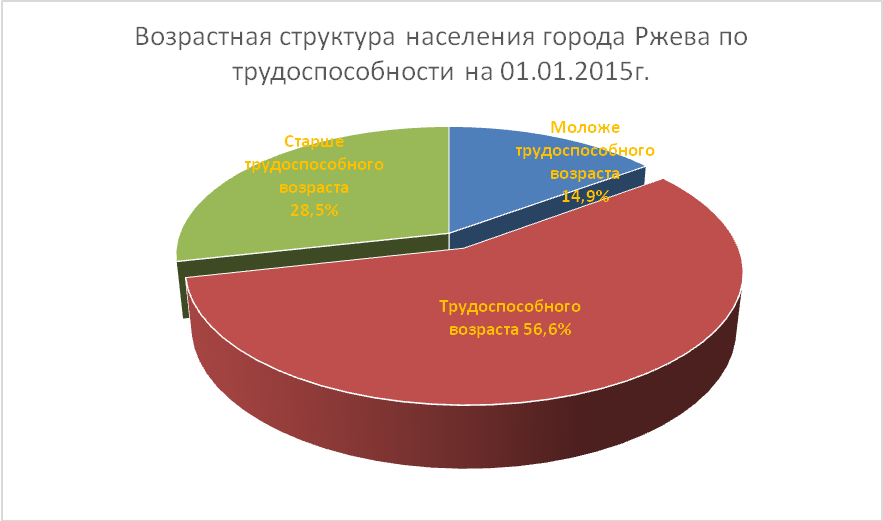 Возрастная структура населения города Ржева по
трудоспособности на 01.01.2015г.
Моложе
трудоспособного
возраста
14,9%
Старше
трудоспособного
возраста
28,5%
Трудоспособного
возраста 56,6%